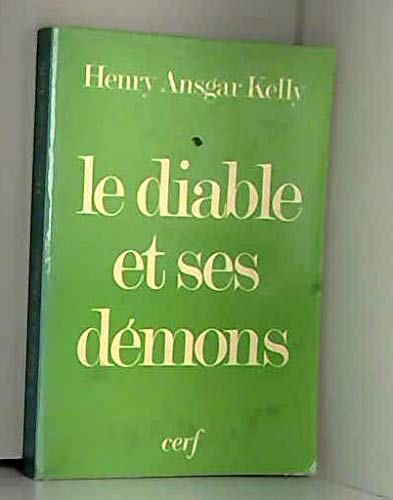 Henry Ansgar Kelly
le diable
et ses
démons
cerf